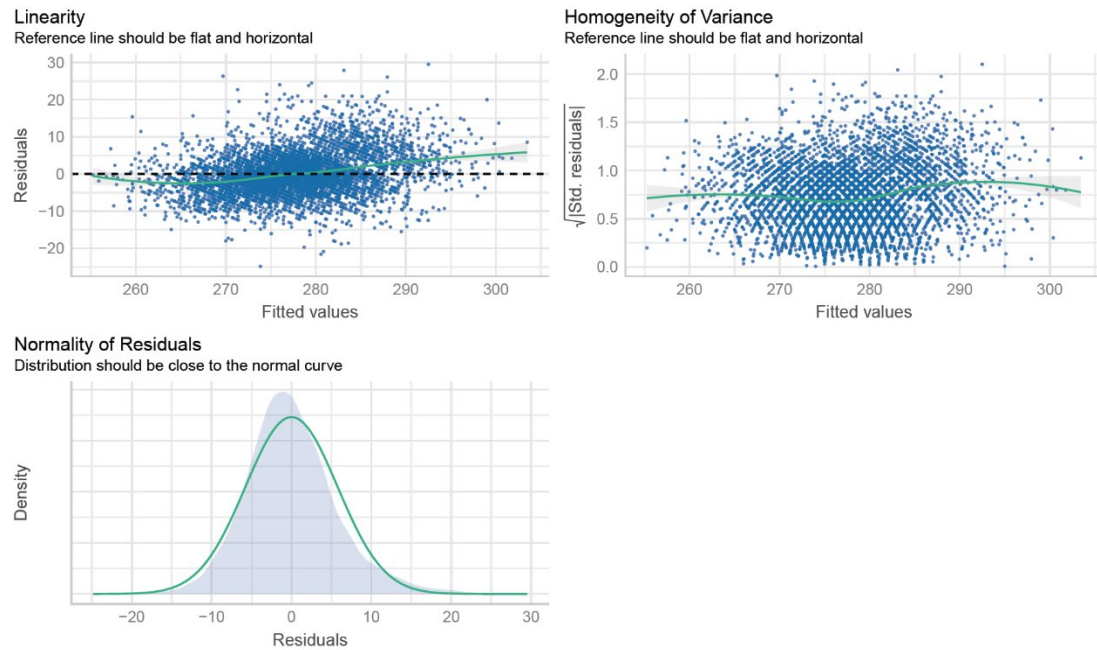 Linearity
Reference line should be flat and horizontal
30
20
10
0
−10
−20
Residuals
260
270
280
290
300
Fitted values
Homogeneity of Variance
Reference line should be flat and horizontal
2.0
1.5
1.0
0.5
0.0
√|Std. residuals|
260
270
280
290
300
Fitted values
Normality of Residuals
Distribution should be close to the normal curve
Density
−20
−10
0
10
20
30
Residuals